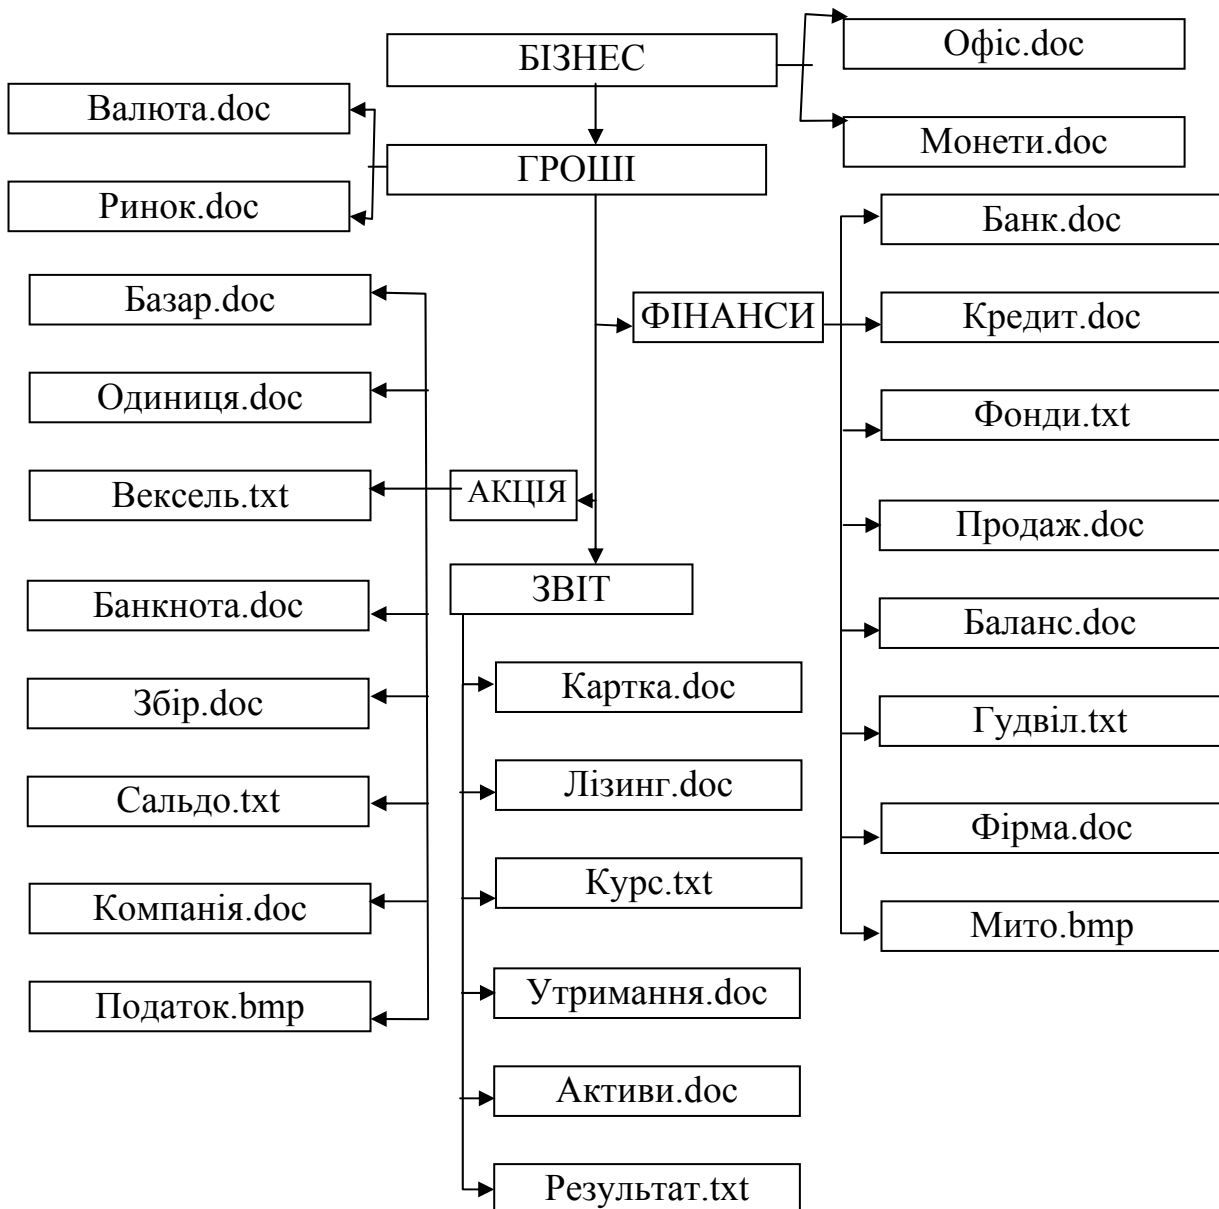 БІЗНЕС
Офіс.doc
Валюта.doc
Монети.doc
ГРОШІ
Ринок.doc
Банк.doc
Базар.doc
ФІНАНСИ
Кредит.doc
Одиниця.doc
Фонди.txt
Вексель.txt
АКЦІЯ
Продаж.doc
ЗВІТ
Банкнота.doc
Баланс.doc
Збір.doc
Картка.doc
Гудвіл.txt
Сальдо.txt
Лізинг.doc
Фірма.doc
Компанія.doc
Курс.txt
Мито.bmp
Податок.bmp
Утримання.doc
Активи.doc
Результат.txt